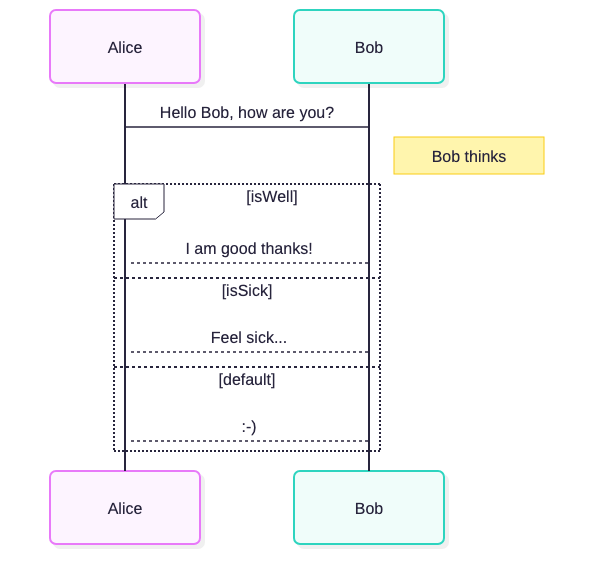 Alice
Bob
Hello Bob, how are you?
Bob thinks
alt
[isWell]
I am good thanks!
[isSick]
Feel sick...
[default]
:-)
Alice
Bob